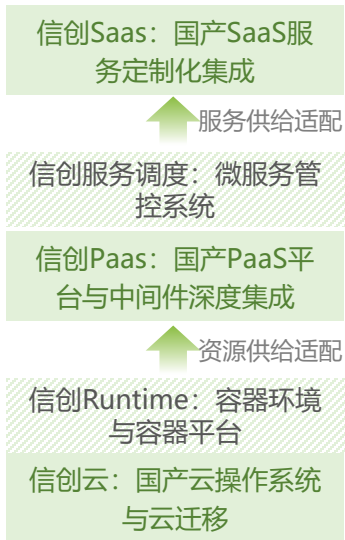 信创Saas：国产SaaS服
务定制化集成
服务供给适配
信创服务调度：微服务管
控系统
信创Paas：国产PaaS平
台与中间件深度集成
资源供给适配
信创Runtime：容器环境
与容器平台
信创云：国产云操作系统
与云迁移